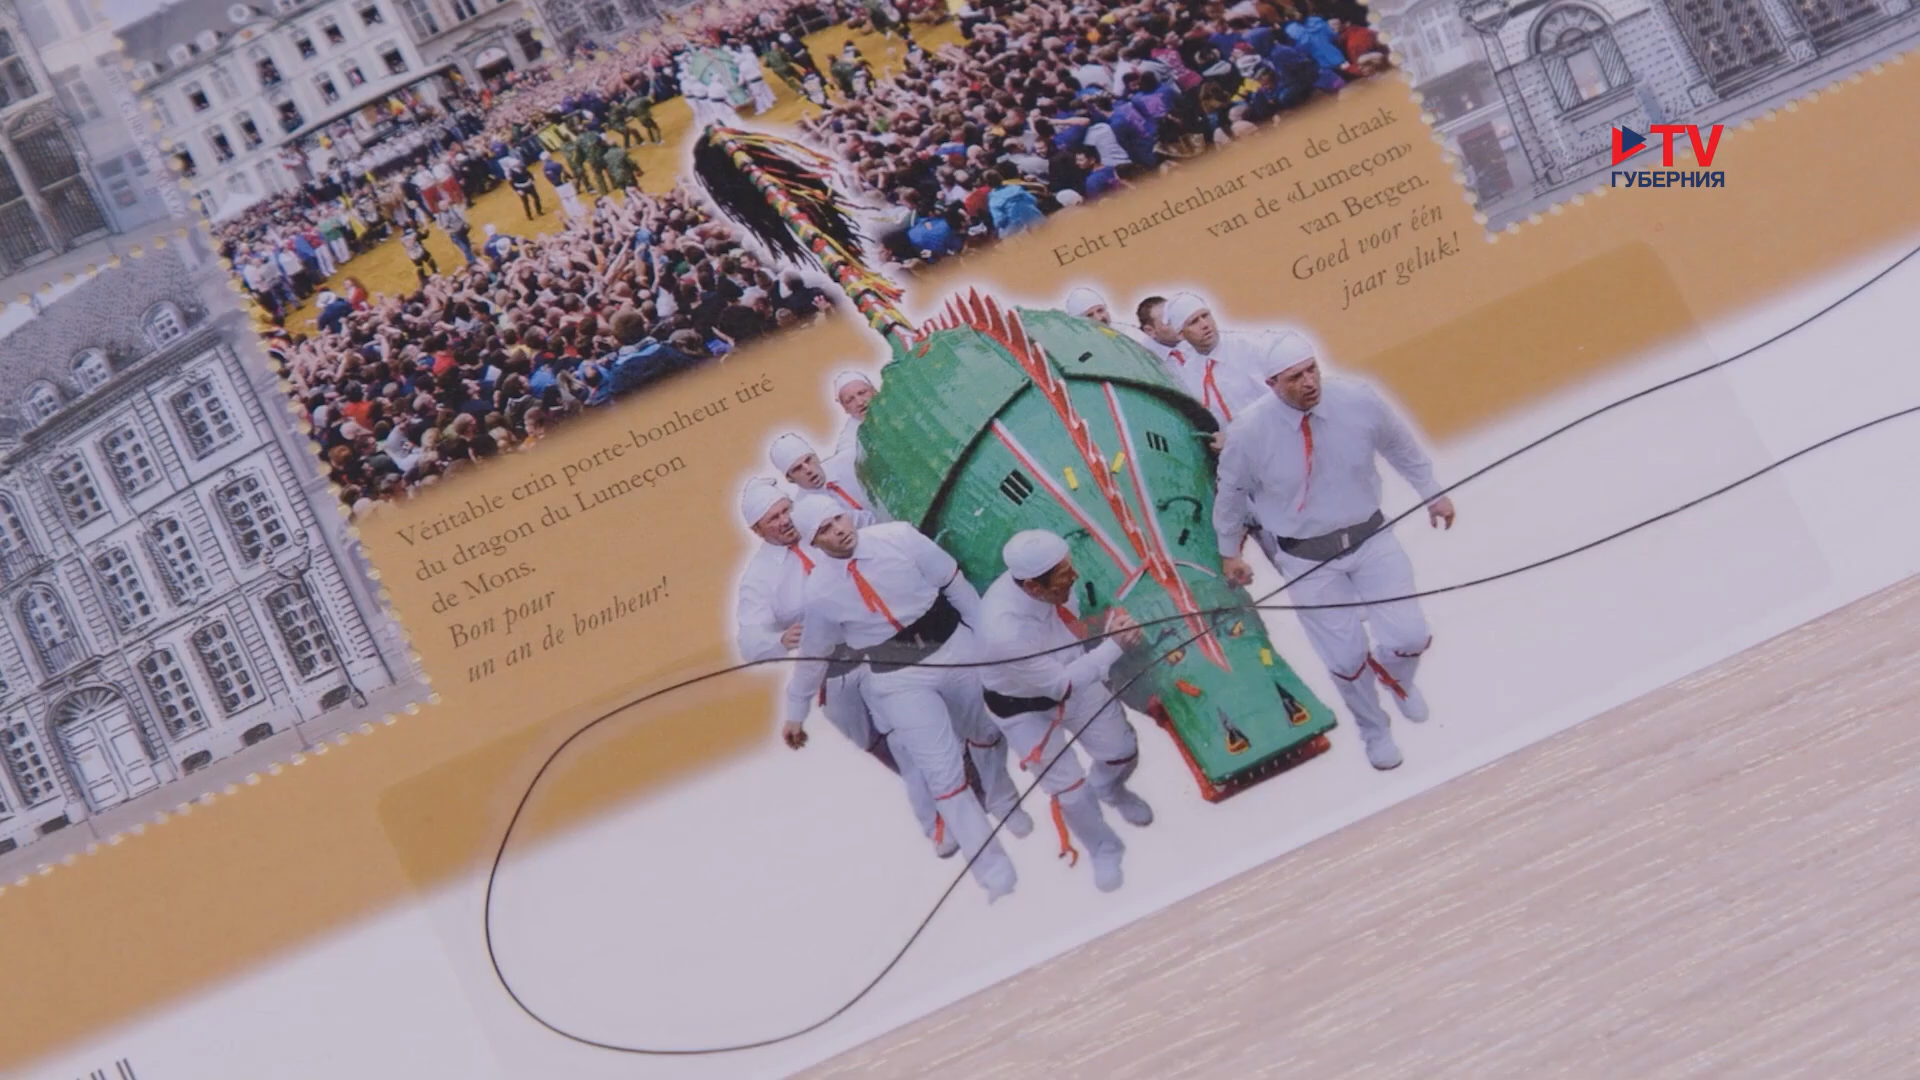 TV
ГУБЕРНИЯ
Echt paardenhaar van de draak
van de «Lumeçon»
van Bergen.
Goed voor één
jaar geluk!
Véritable crin porte-bonheur tiré
du dragon du Lumeçon
de Mons.
Bon pour
un an de bonheur!